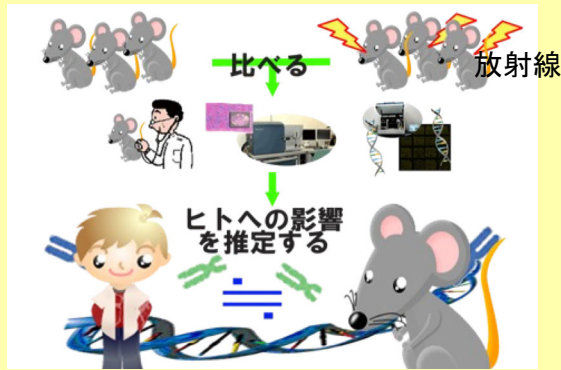 比べる
放射線
ヒトへの影響
を推定する